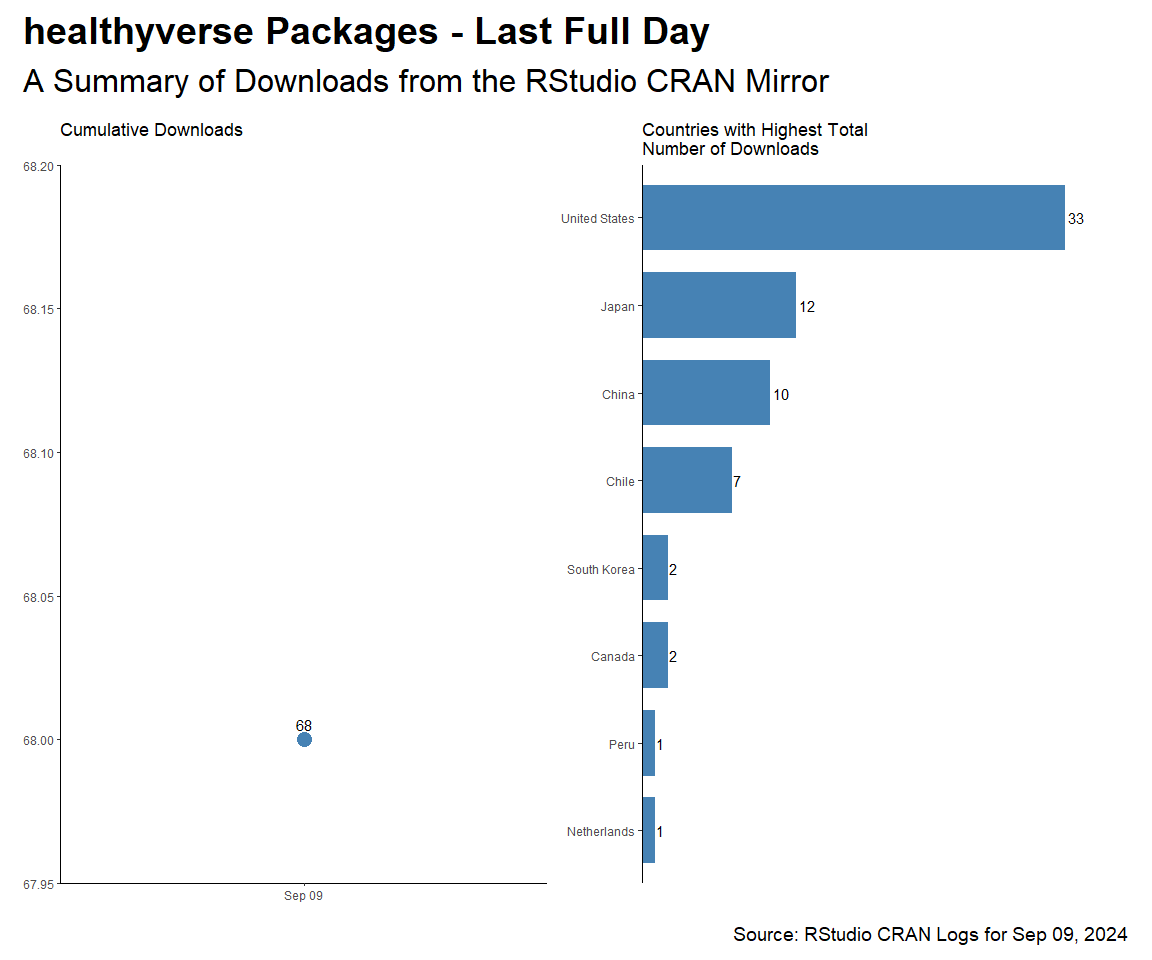 healthyverse Packages - Last Full Day
A Summary of Downloads from the RStudio CRAN Mirror
Cumulative Downloads
68.20
68.15
68.10
68.05
68.00
67.95
68
Sep 09
Countries with Highest Total
Number of Downloads
United States 33
Japan 12
China 10
Chile 7
South Korea 2
Canada 2
Peru 1
Netherlands 1
Source: RStudio CRAN Logs for Sep 09, 2024